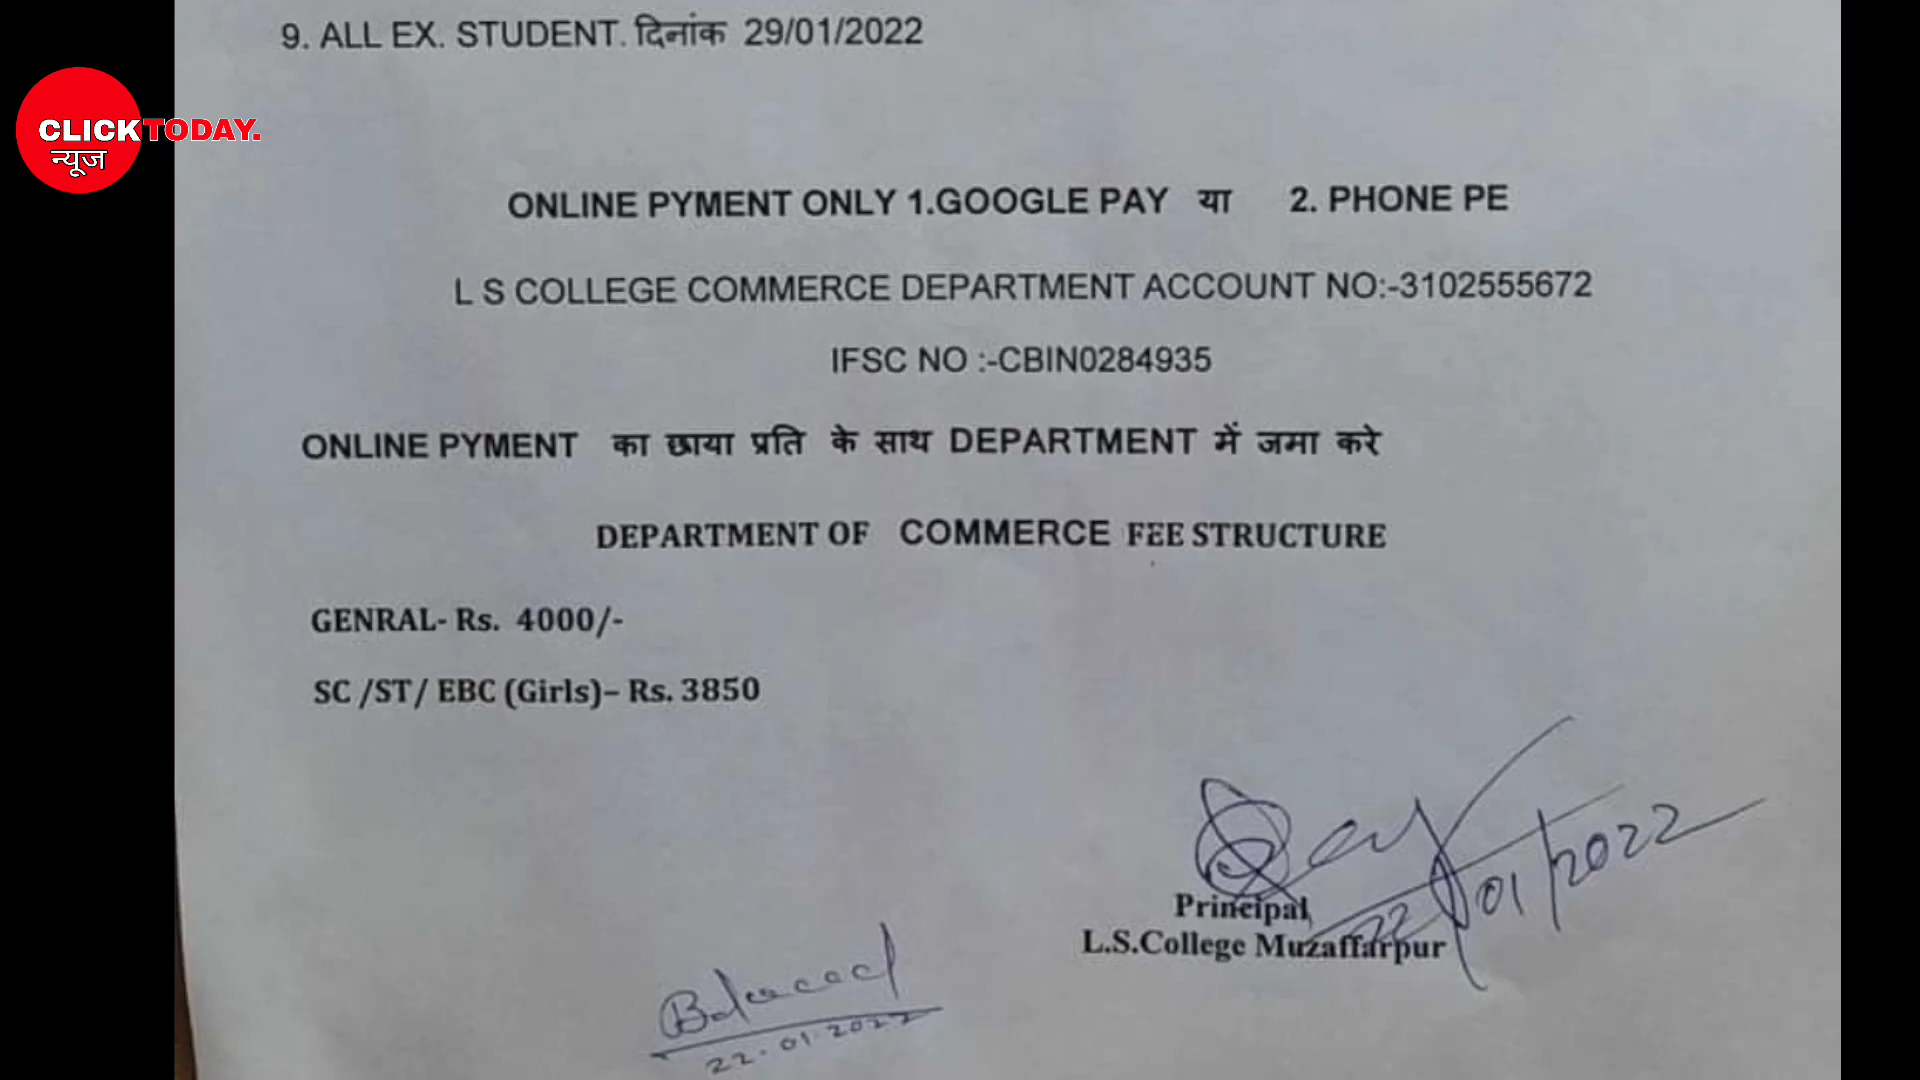 9. ALL EX. STUDENT. दिनांक 29/01/2022
CLICKTODAY.
न्यूज
ONLINE PYMENT ONLY 1.GOOGLE PAY या 2. PHONE PE
L S COLLEGE COMMERCE DEPARTMENT ACCOUNT NO:-3102555672
IFSC NO :-CBIN0284935
ONLINE PYMENT का छाया प्रति के साथ DEPARTMENT में जमा करे
DEPARTMENT OF COMMERCE FEE STRUCTURE
GENRAL- Rs. 4000/-
SC /ST/ EBC (Girls)– Rs. 3850
22/01/2022
Principal
L.S.College Muzaffarpur
22.01.2022